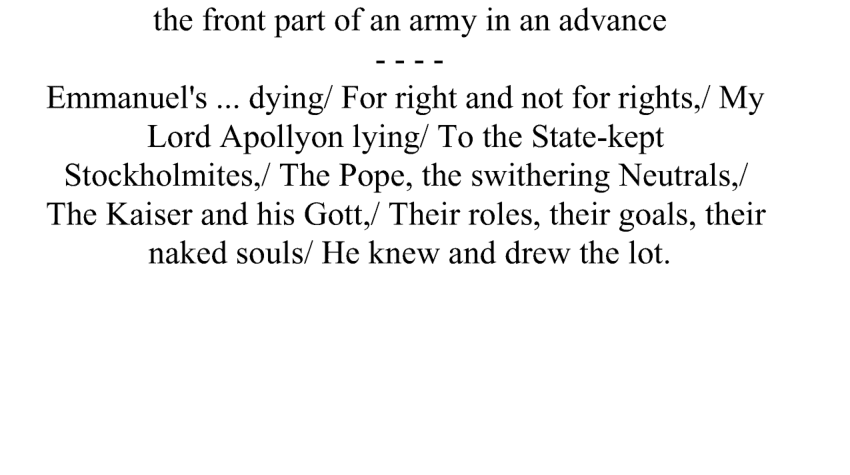 the front part of an army in an advance
- - - -
Emmanuel's ... dying/ For right and not for rights,/ My
Lord Apollyon lying/ To the State-kept
Stockholmites,/ The Pope, the swithering Neutrals,/
The Kaiser and his Gott,/ Their roles, their goals, their
naked souls/ He knew and drew the lot.